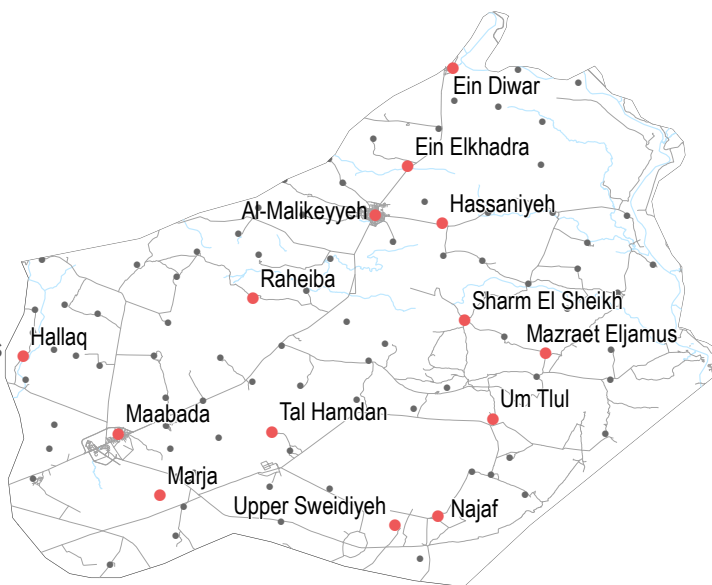 Ein Diwar
Ein Elkhadra
Al-Malikeyyeh
Hassaniyeh
Raheiba
Sharm El Sheikh
Mazraet Eljamus
Hallaq
Um Tlul
Maabada
Tal Hamdan
Marja
Upper Sweidiyeh
Najaf